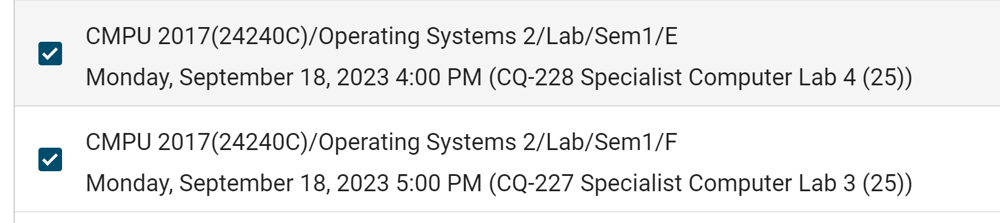 CMPU 2017(24240C)/Operating Systems 2/Lab/Sem1/E
Monday, September 18, 2023 4:00 PM (CQ-228 Specialist Computer Lab 4 (25))
CMPU 2017(24240C)/Operating Systems 2/Lab/Sem1/F
Monday, September 18, 2023 5:00 PM (CQ-227 Specialist Computer Lab 3 (25))